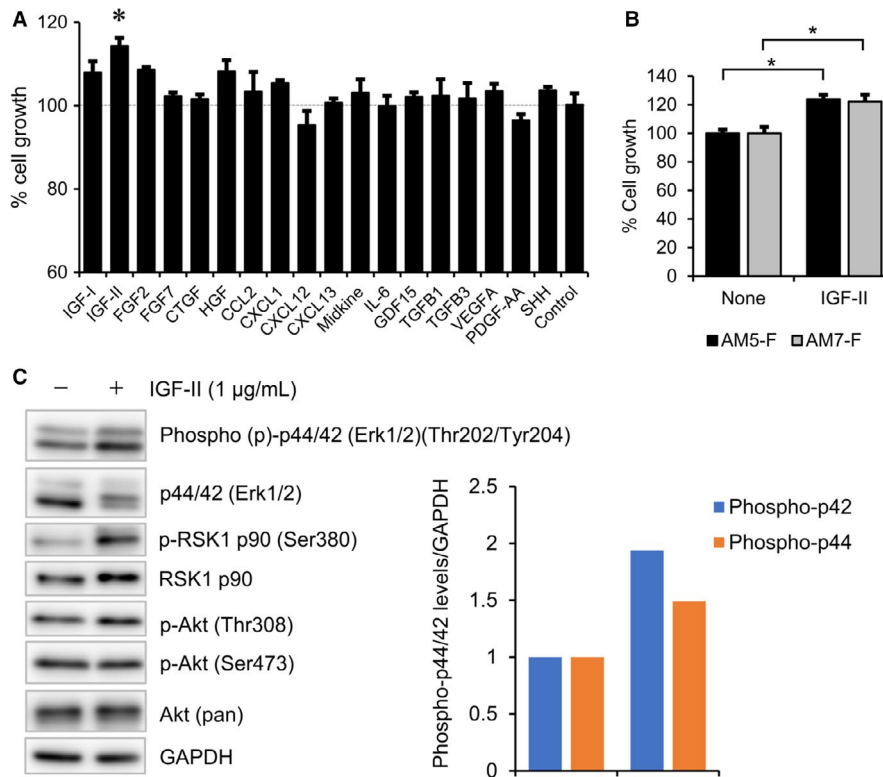 A
*
120
100
80
60
% cell growth
IGF-I
IGF-II
FGF2
FGF7
CTGF
HGF
CCL2
CXCL1
CXCL12
CXCL13
Midkine
IL-6
GDF15
TGFB1
TGFB3
VEGFA
PDGF-AA
SHH
Control
B
*
*
140
120
100
80
60
40
20
0
% Cell growth
None IGF-II
AM5-F AM7-F
C
− + IGF-II (1 µg/mL)
Phospho (p)-p44/42 (Erk1/2)(Thr202/Tyr204)
p44/42 (Erk1/2)
p-RSK1 p90 (Ser380)
RSK1 p90
p-Akt (Thr308)
p-Akt (Ser473)
Akt (pan)
GAPDH
2.5
2
1.5
1
0.5
0
Phospho-p44/42 levels/GAPDH
Phospho-p42
Phospho-p44